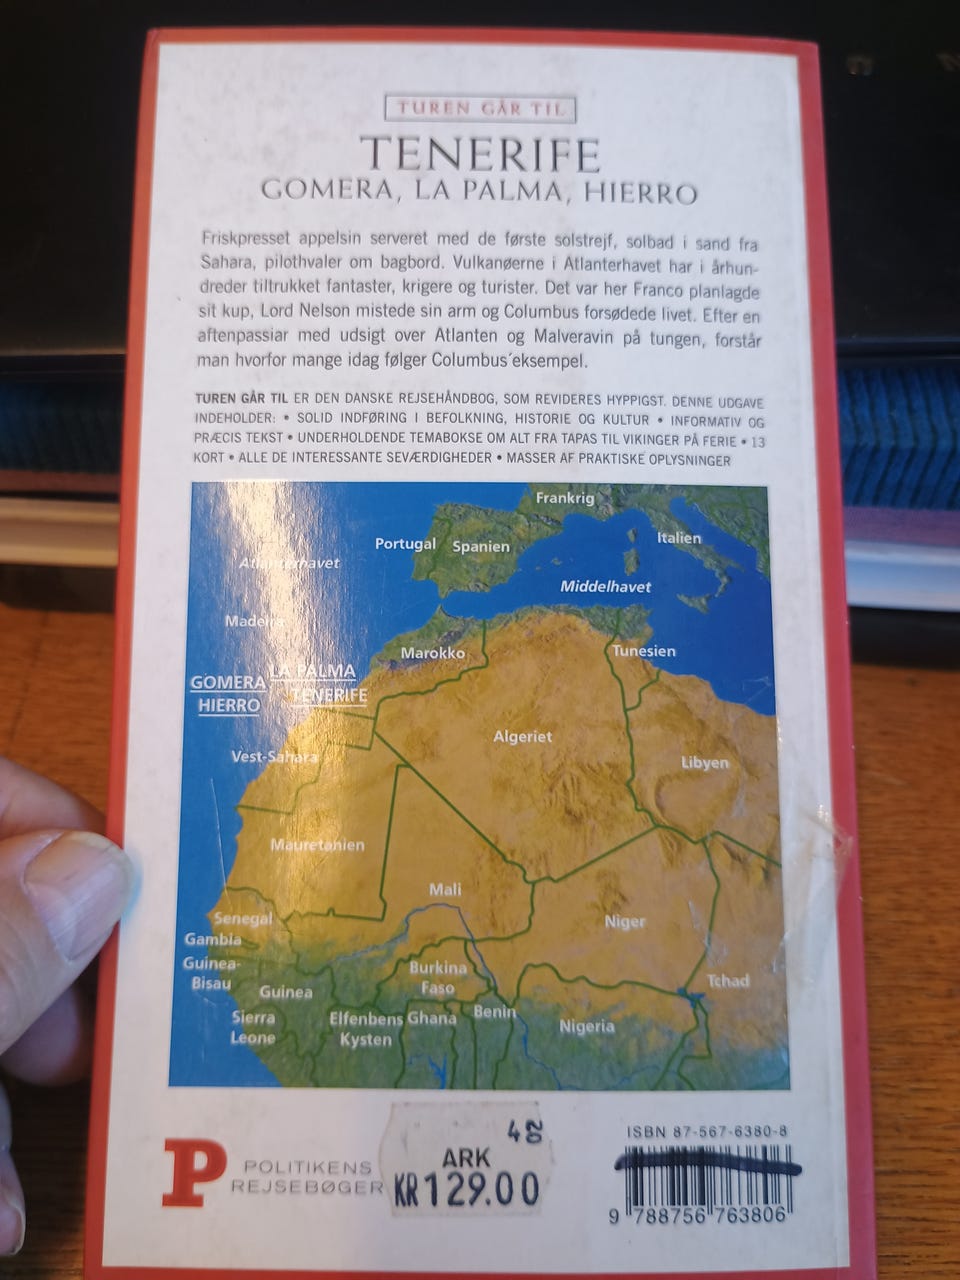 TUREN GÅR TIL
TENERIFE
GOMERA, LA PALMA, HIERRO
Friskpresset appelsin serveret med de første solstrejf, solbad i sand fra
Sahara, pilothvaler om bagbord. Vulkanøerne i Atlanterhavet har i århun-
dreder tiltrukket fantaster, krigere og turister. Det var her Franco planlagde
sit kup, Lord Nelson mistede sin arm og Columbus forsødede livet. Efter en
aftenpassiar med udsigt over Atlanten og Malveravin på tungen, forstår
man hvorfor mange idag følger Columbus´eksempel.
TUREN GÅR TIL ER DEN DANSKE REJSEHÅNDBOG, SOM REVIDERES HYPPIGST. DENNE UDGAVE
INDEHOLDER: • SOLID INDFØRING I BEFOLKNING, HISTORIE OG KULTUR • INFORMATIV OG
PRÆCIS TEKST • UNDERHOLDENDE TEMABOKSE OM ALT FRA TAPAS TIL VIKINGER PÅ FERIE • 13
KORT • ALLE DE INTERESSANTE SEVÆRDIGHEDER • MASSER AF PRAKTISKE OPLYSNINGER
Frankrig
Portugal
Spanien
Italien
Atlanterhavet
Middelhavet
Madeira
Marokko
Tunesien
LA PALMA
GOMERA
TENERIFE
HIERRO
Algeriet
Vest-Sahara
Libyen
Mauretanien
Mali
Senegal
Niger
Gambia
Guinea-
Bissau
Burkina
Faso
Tchad
Guinea
Sierra
Leone
Elfenbens
Kysten
Ghana
Benin
Nigeria
P
POLITIKENS
REJSEBØGER
ARK
KR129.00
ISBN 87-567-6380-8
9 788756 763806